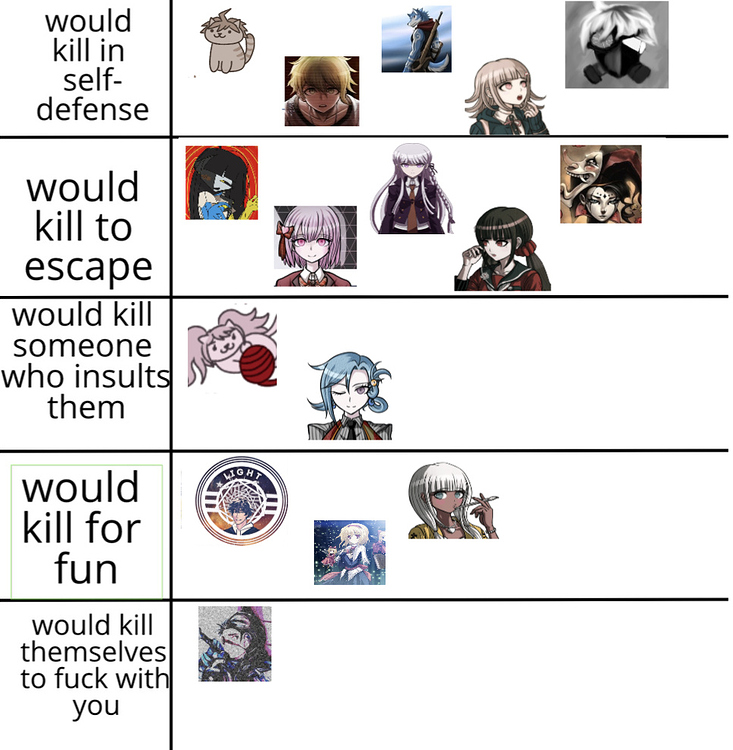 would
kill in
self-
defense
would
kill to
escape
would kill
someone
who insults
them
would
kill for
fun
LIGHT
would kill
themselves
to fuck with
you